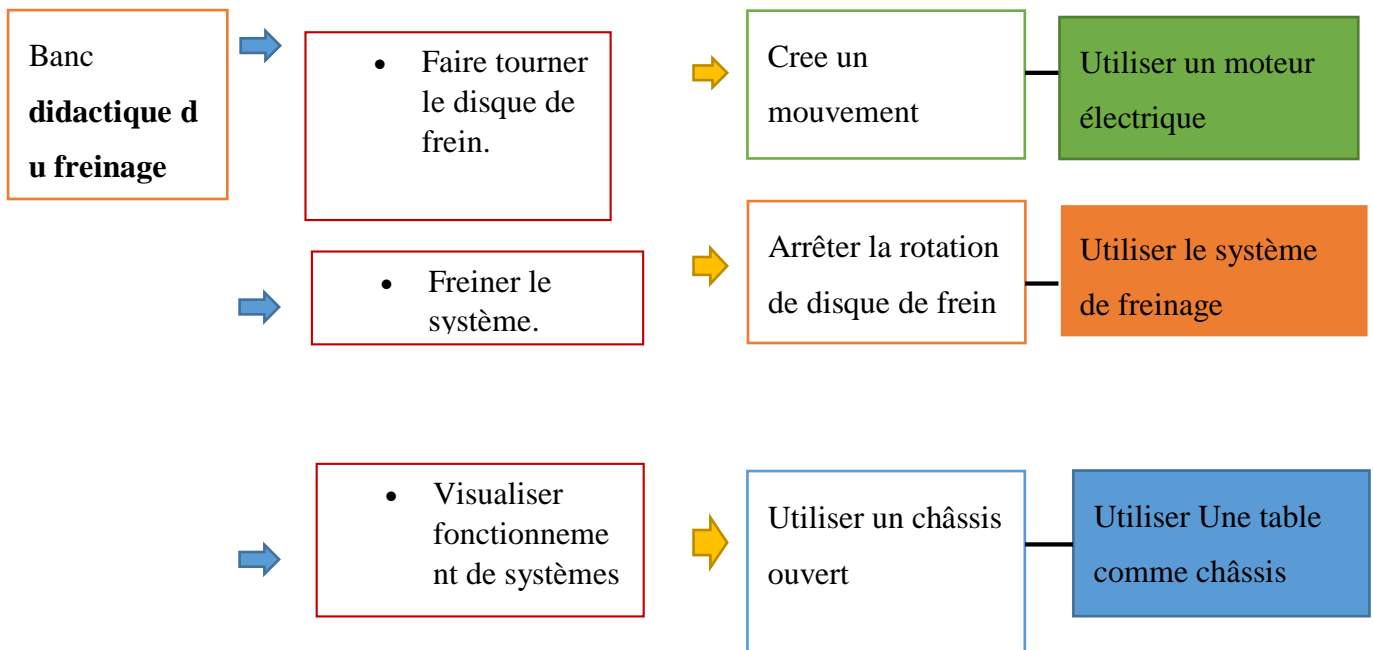 Banc
didactique d
u freinage
• Faire tourner
le disque de
frein.
Cree un
mouvement
Utiliser un moteur
électrique
• Freiner le
système.
Arrêter la rotation
de disque de frein
Utiliser le système
de freinage
• Visualiser
fonctionneme
nt de systèmes
Utiliser un châssis
ouvert
Utiliser Une table
comme châssis